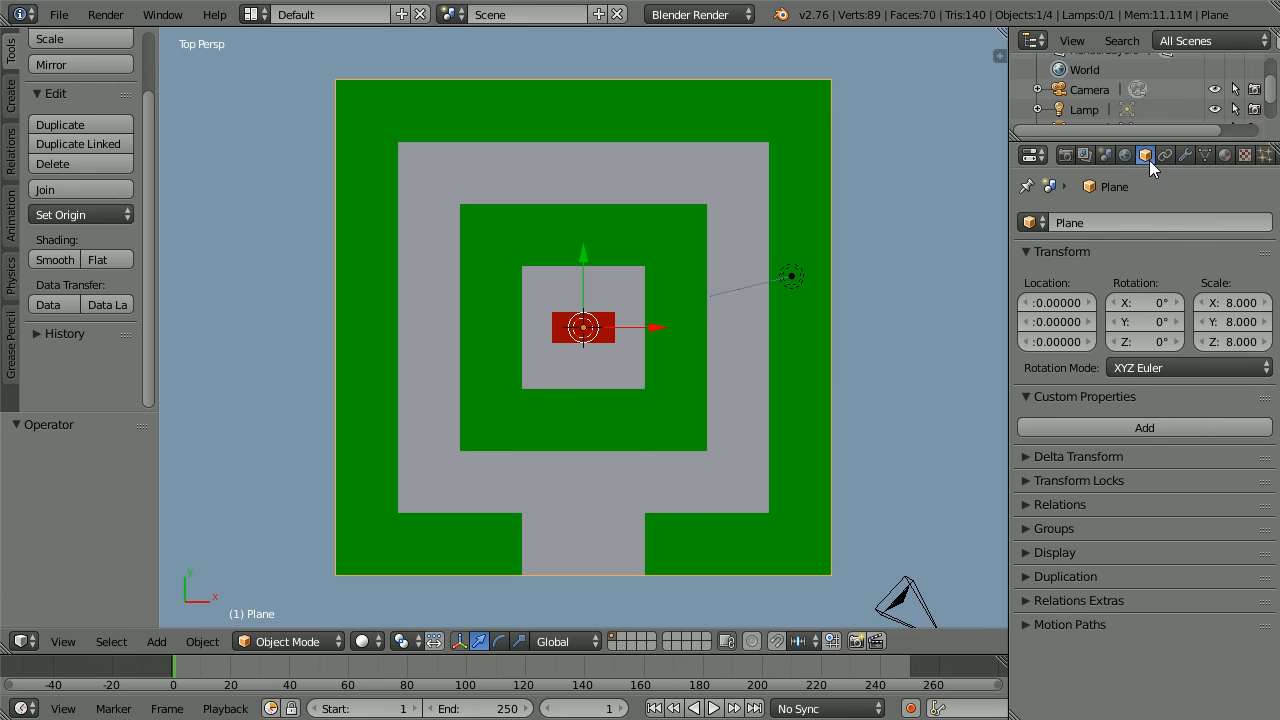 File Render Window Help Default Scene Blender Render v2.76 | Verts:89 | Faces:70 | Tris:140 | Objects:1/4 | Lamps:0/1 | Mem:11.11M | Plane
Tools
Create
Relations
Animation
Physics
Grease Pencil
Scale
Mirror
Edit
Duplicate
Duplicate Linked
Delete
Join
Set Origin
Shading:
Smooth Flat
Data Transfer:
Data Data La
History
Operator
Top Persp
y
x
(1) Plane
View Search All Scenes
World
Camera
Lamp
Plane
Plane
Transform
Location: Rotation: Scale:
:0.00000 X: 0° X: 8.000
:0.00000 Y: 0° Y: 8.000
:0.00000 Z: 0° Z: 8.000
Rotation Mode: XYZ Euler
Custom Properties
Add
Delta Transform
Transform Locks
Relations
Groups
Display
Duplication
Relations Extras
Motion Paths
View Select Add Object Object Mode Global
-40 -20 0 20 40 60 80 100 120 140 160 180 200 220 240 260
View Marker Frame Playback Start: 1 End: 250 1 No Sync